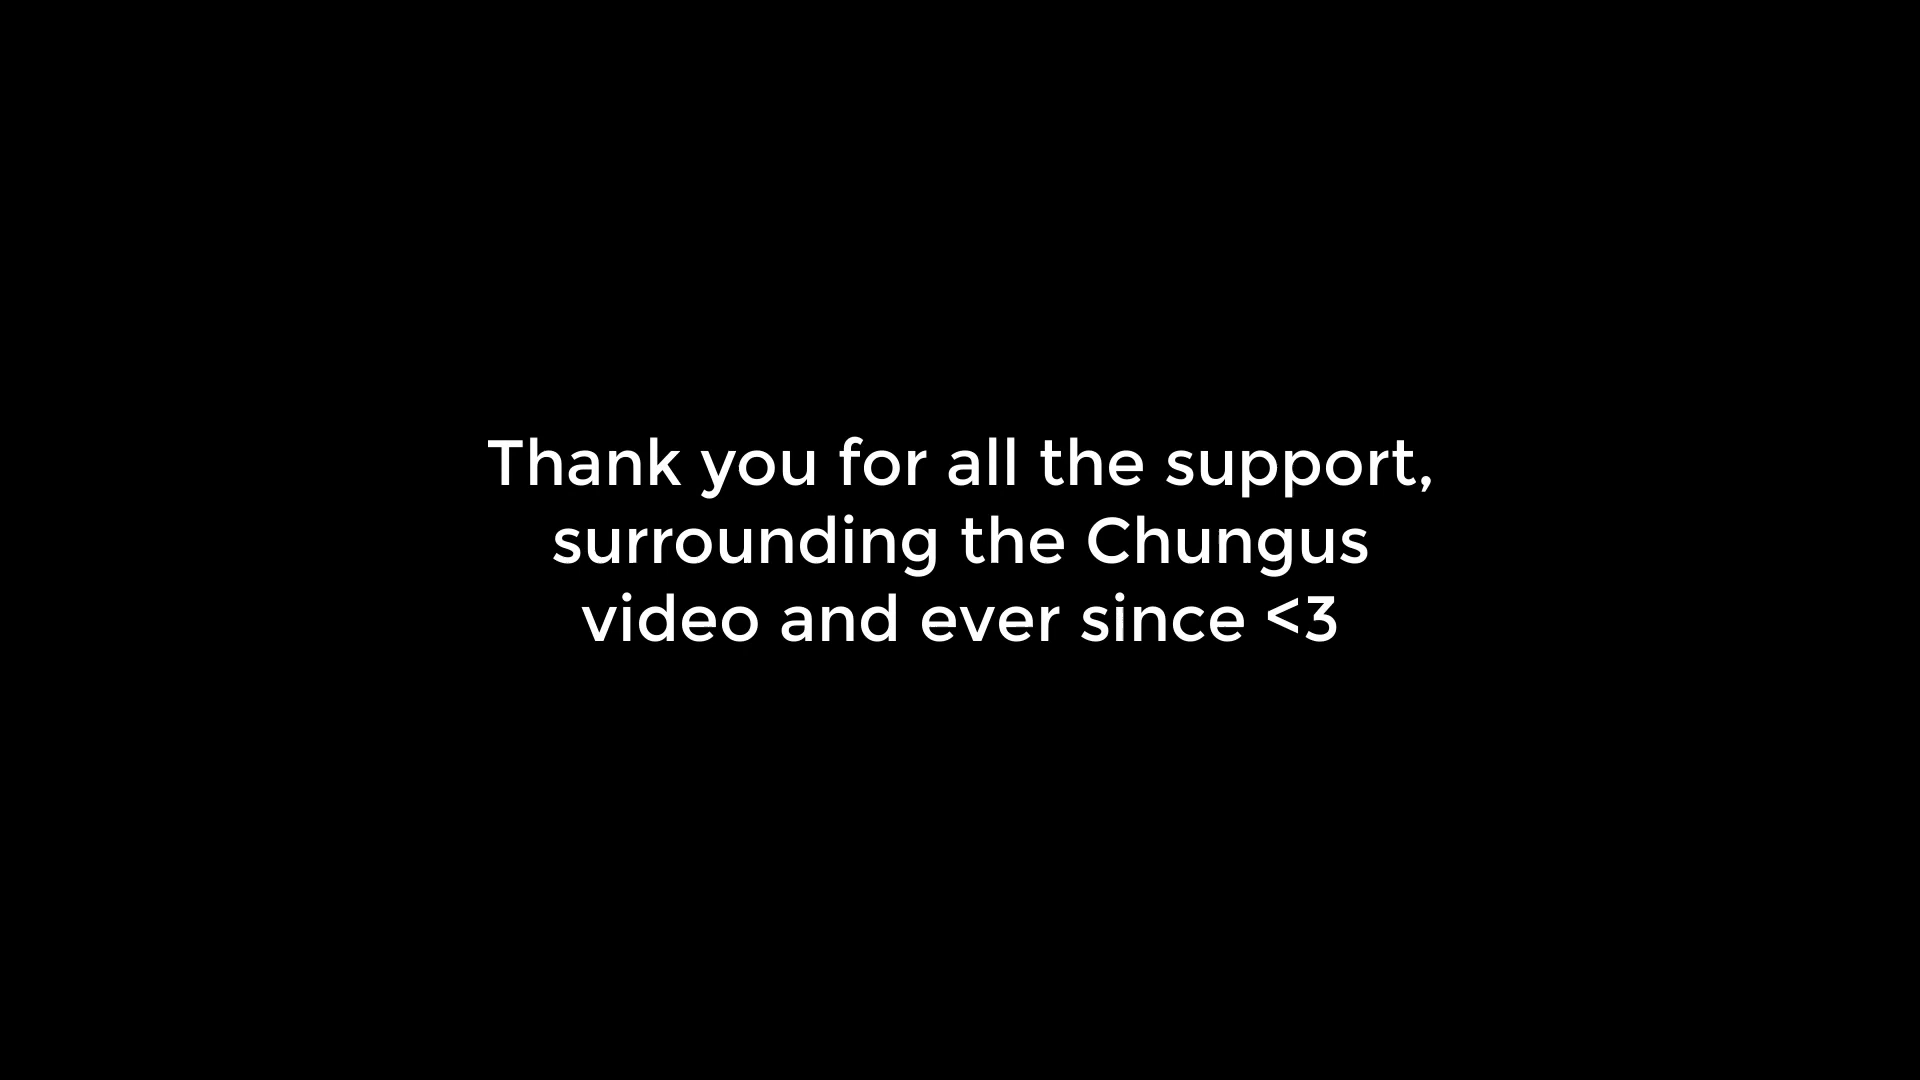 Thank you for all the support,
surrounding the Chungus
video and ever since <3